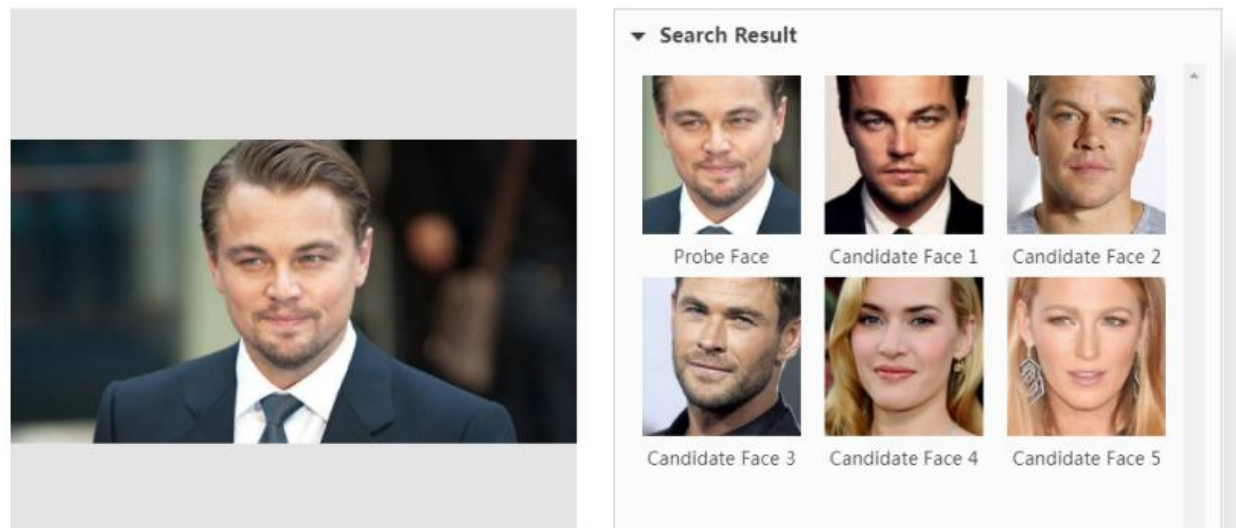 Search Result
Probe Face
Candidate Face 1
Candidate Face 2
Candidate Face 3
Candidate Face 4
Candidate Face 5